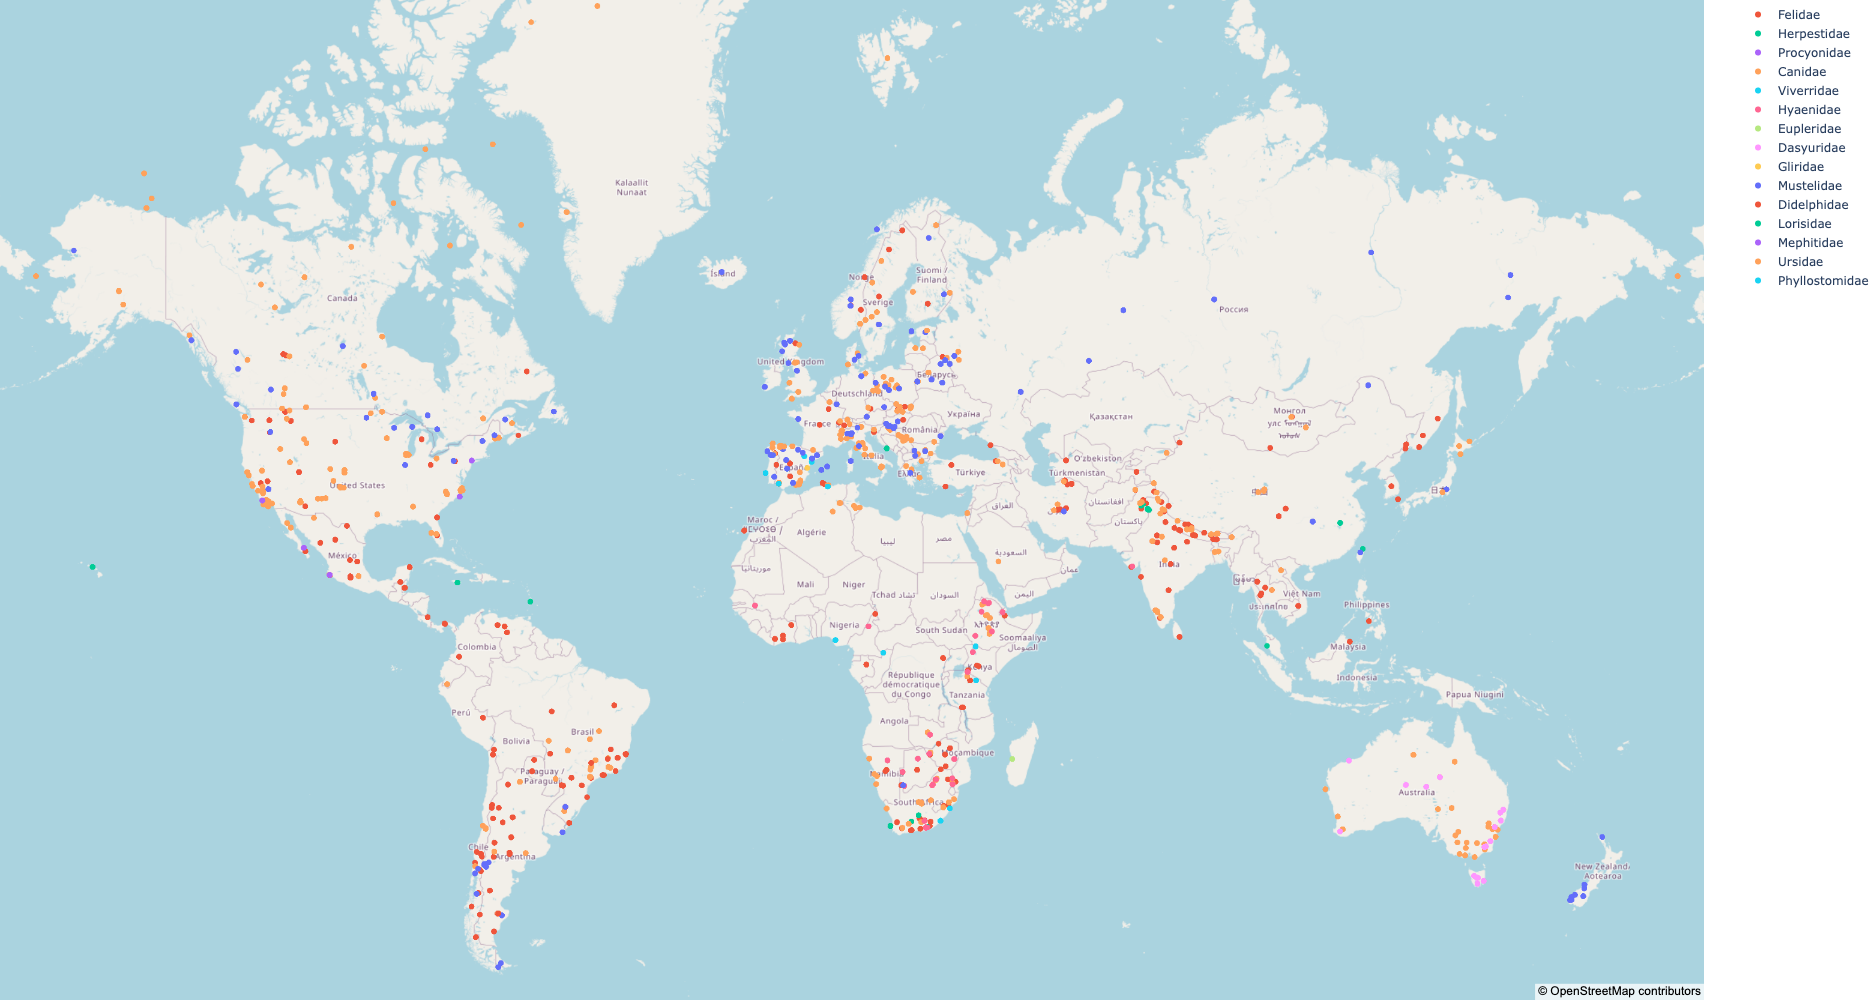 Felidae
Herpestidae
Procyonidae
Canidae
Viverridae
Hyaenidae
Eupleridae
Dasyuridae
Gliridae
Mustelidae
Didelphidae
Lorisidae
Mephitidae
Ursidae
Phyllostomidae
Kalaallit
Nunaat
Ísland
Norge
Suomi /
Finland
Sverige
Canada
Россия
United Kingdom
Беларусь
Deutschland
Україна
Қазақстан
Монгол
улс
France
România
Italia
España
O'zbekiston
Türkiye
Türkmenistan
United States
افغانستان
العراق
پاکستان
Maroc /
المغرب
Algérie
ليبيا
مصر
السعودية
México
موريتانيا
Mali
Niger
Tchad تشاد
السودان
اليمن
عمان
India
Việt Nam
Philippines
Nigeria
South Sudan
Soomaaliya
الصومال
Colombia
Malaysia
Kenya
République
démocratique
du Congo
Indonesia
Tanzania
Papua Niugini
Perú
Angola
Brasil
Bolivia
Moçambique
Paraguay /
Paraguái
Namibia
Australia
South Africa
Chile
Argentina
New Zealand/
Aotearoa
© OpenStreetMap contributors